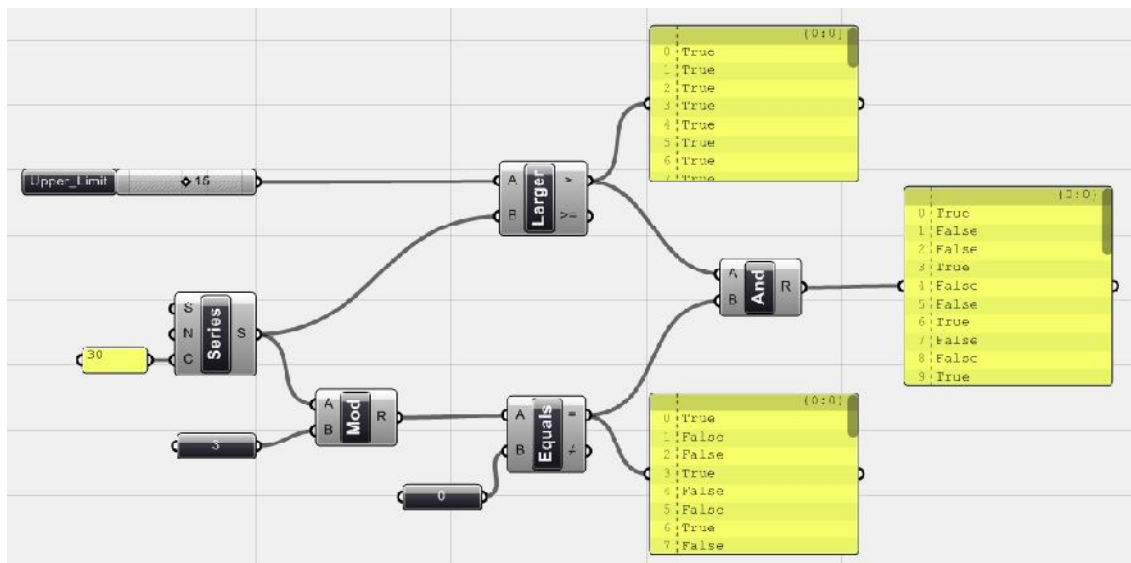 {0;0}
0 True
1 True
2 True
3 True
4 True
5 True
6 True
7 True
Upper_Limit 15
A Larger >
B >=
{0;0}
0 True
1 False
2 False
3 True
4 False
5 False
6 True
7 False
8 False
9 True
A And R
B
S
N Series S
C
30
A Mod R
B
3
A Equals =
B ≠
0
{0;0}
0 True
1 False
2 False
3 True
4 False
5 False
6 True
7 False